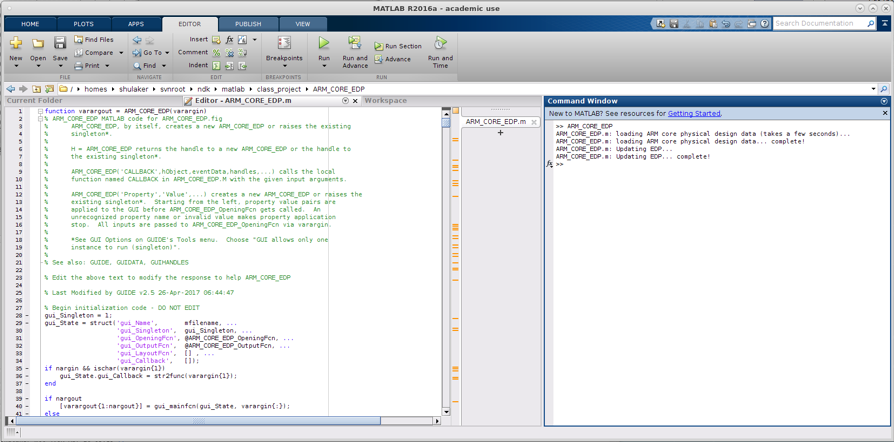 MATLAB R2016a - academic use
HOME PLOTS APPS EDITOR PUBLISH VIEW Search Documentation
New Open Save Find Files Compare Print Go To Find Insert Comment Indent fx Breakpoints Run Run and Advance Run Section Advance Run and Time
FILE NAVIGATE EDIT BREAKPOINTS RUN
/ ▸ homes ▸ shulaker ▸ svnroot ▸ ndk ▸ matlab ▸ class_project ▸ ARM_CORE_EDP
Current Folder
Editor - ARM_CORE_EDP.m
Workspace
1 function varargout = ARM_CORE_EDP(varargin)
2 % ARM_CORE_EDP MATLAB code for ARM_CORE_EDP.fig
3 % ARM_CORE_EDP, by itself, creates a new ARM_CORE_EDP or raises the existing
4 % singleton*.
5 %
6 % H = ARM_CORE_EDP returns the handle to a new ARM_CORE_EDP or the handle to
7 % the existing singleton*.
8 %
9 % ARM_CORE_EDP('CALLBACK',hObject,eventData,handles,...) calls the local
10 % function named CALLBACK in ARM_CORE_EDP.M with the given input arguments.
11 %
12 % ARM_CORE_EDP('Property','Value',...) creates a new ARM_CORE_EDP or raises the
13 % existing singleton*. Starting from the left, property value pairs are
14 % applied to the GUI before ARM_CORE_EDP_OpeningFcn gets called. An
15 % unrecognized property name or invalid value makes property application
16 % stop. All inputs are passed to ARM_CORE_EDP_OpeningFcn via varargin.
17 %
18 % *See GUI Options on GUIDE's Tools menu. Choose "GUI allows only one
19 % instance to run (singleton)".
20 %
21 % See also: GUIDE, GUIDATA, GUIHANDLES
22
23 % Edit the above text to modify the response to help ARM_CORE_EDP
24
25 % Last Modified by GUIDE v2.5 26-Apr-2017 06:44:47
26
27 % Begin initialization code - DO NOT EDIT
28 gui_Singleton = 1;
29 gui_State = struct('gui_Name', mfilename, ...
30 'gui_Singleton', gui_Singleton, ...
31 'gui_OpeningFcn', @ARM_CORE_EDP_OpeningFcn, ...
32 'gui_OutputFcn', @ARM_CORE_EDP_OutputFcn, ...
33 'gui_LayoutFcn', [] , ...
34 'gui_Callback', []);
35 if nargin && ischar(varargin{1})
36 gui_State.gui_Callback = str2func(varargin{1});
37 end
38
39 if nargout
40 [varargout{1:nargout}] = gui_mainfcn(gui_State, varargin{:});
41 else
ARM_CORE_EDP.m
Command Window
New to MATLAB? See resources for Getting Started.
>> ARM_CORE_EDP
ARM_CORE_EDP.m: loading ARM core physical design data (takes a few seconds)...
ARM_CORE_EDP.m: loading ARM core physical design data... complete!
ARM_CORE_EDP.m: Updating EDP...
ARM_CORE_EDP.m: Updating EDP... complete!
fx >>